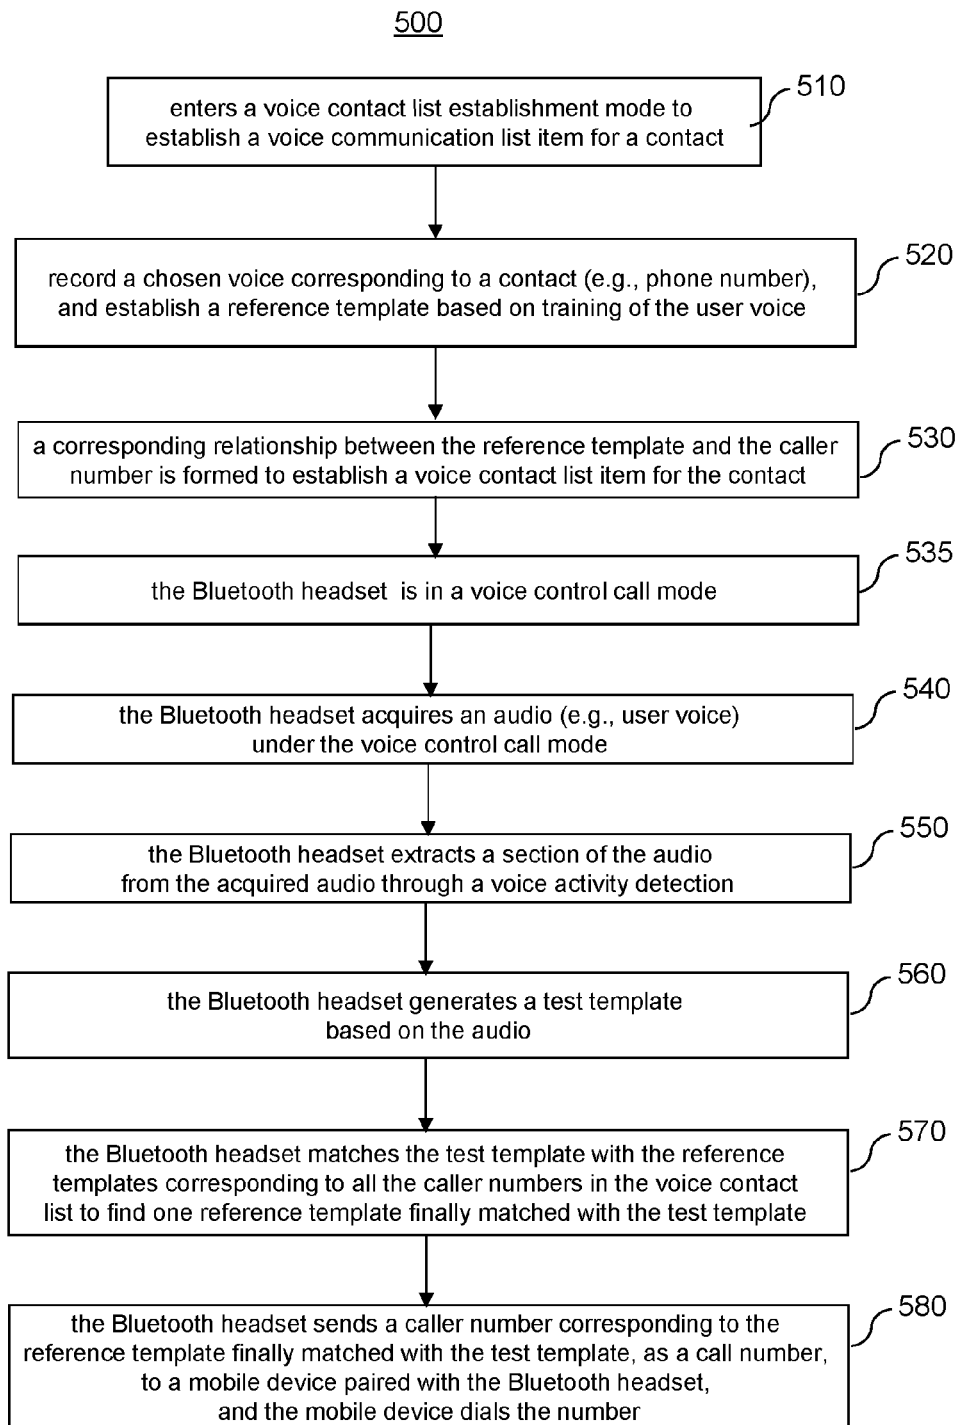 500
510
enters a voice contact list establishment mode to
establish a voice communication list item for a contact
520
record a chosen voice corresponding to a contact (e.g., phone number),
and establish a reference template based on training of the user voice
530
a corresponding relationship between the reference template and the caller
number is formed to establish a voice contact list item for the contact
535
the Bluetooth headset is in a voice control call mode
540
the Bluetooth headset acquires an audio (e.g., user voice)
under the voice control call mode
550
the Bluetooth headset extracts a section of the audio
from the acquired audio through a voice activity detection
560
the Bluetooth headset generates a test template
based on the audio
570
the Bluetooth headset matches the test template with the reference
templates corresponding to all the caller numbers in the voice contact
list to find one reference template finally matched with the test template
580
the Bluetooth headset sends a caller number corresponding to the
reference template finally matched with the test template, as a call number,
to a mobile device paired with the Bluetooth headset,
and the mobile device dials the number